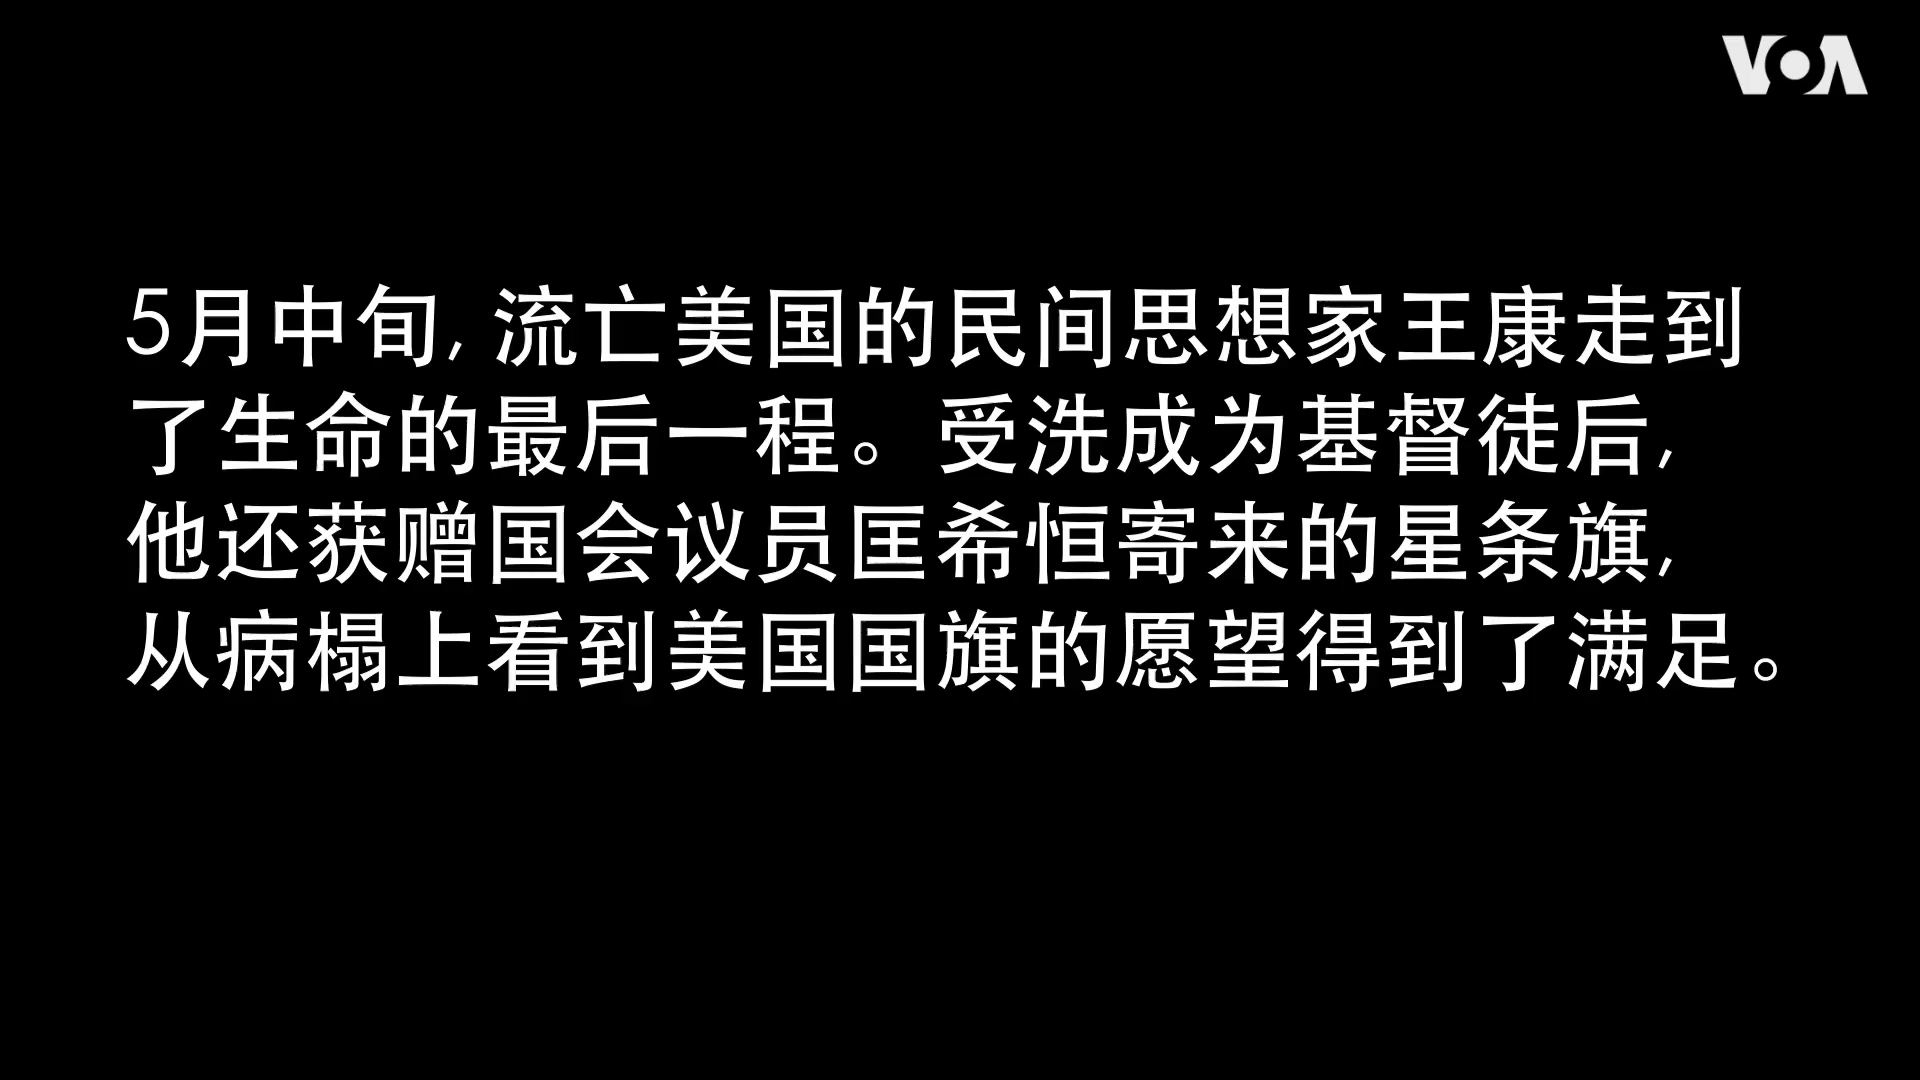 VOA
5月中旬, 流亡美国的民间思想家王康走到
了生命的最后一程。受洗成为基督徒后,
他还获赠国会议员匡希恒寄来的星条旗,
从病榻上看到美国国旗的愿望得到了满足。